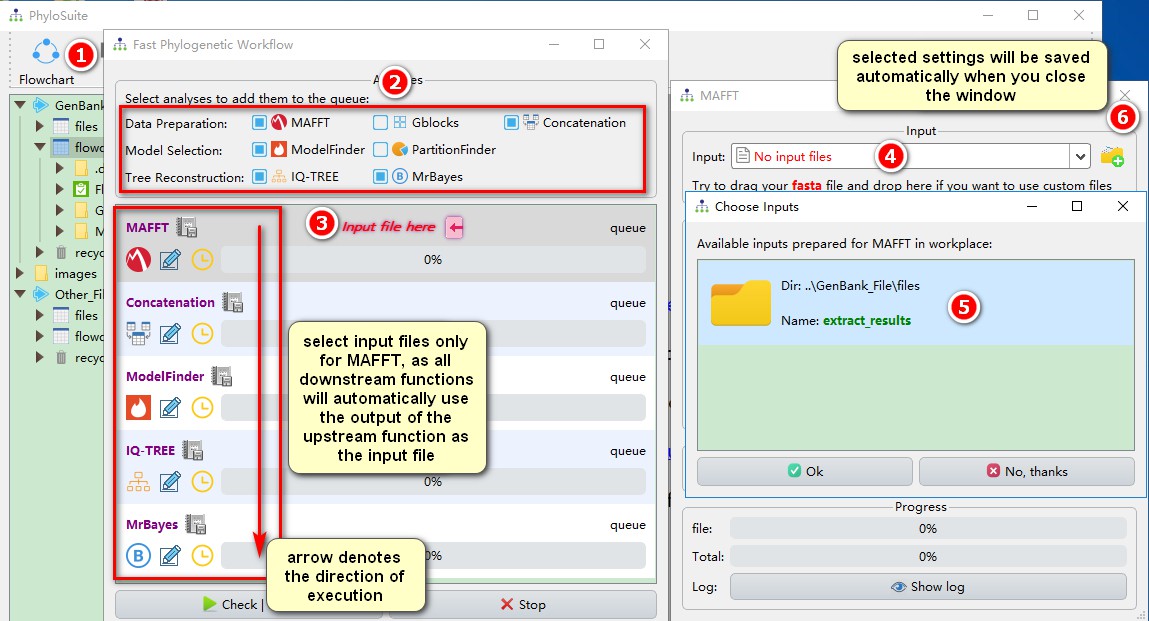 PhyloSuite
1
Flowchart
GenBank
files
flowc
.d
Fl
G
M
recyc
images
Other_Fil
files
flowc
recyc
Fast Phylogenetic Workflow
2
Select analyses to add them to the queue:
Data Preparation: MAFFT Gblocks Concatenation
Model Selection: ModelFinder PartitionFinder
Tree Reconstruction: IQ-TREE MrBayes
MAFFT 3 Input file here queue
0%
Concatenation queue
ModelFinder queue
IQ-TREE queue
0%
MrBayes queue
B 0%
select input files only
for MAFFT, as all
downstream functions
will automatically use
the output of the
upstream function as
the input file
arrow denotes
the direction of
execution
Check |
Stop
selected settings will be saved
automatically when you close
the window
MAFFT
6
Input
Input: No input files 4
Try to drag your fasta file and drop here if you want to use custom files
Choose Inputs
Available inputs prepared for MAFFT in workplace:
Dir: ..\GenBank_File\files
Name: extract_results
5
Ok
No, thanks
Progress
file: 0%
Total: 0%
Log: Show log